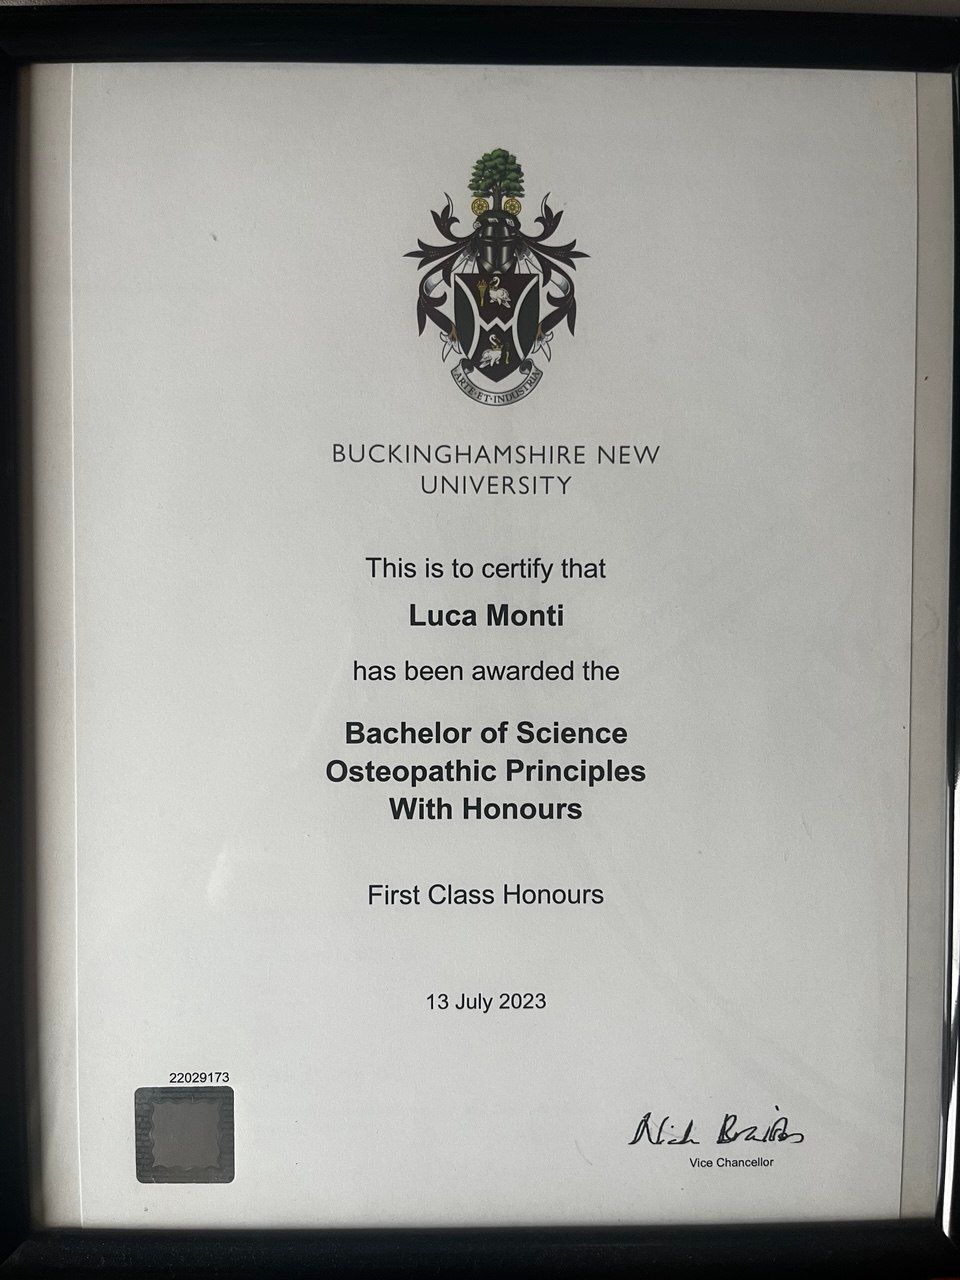 ARTE·ET·INDUSTRIA
BUCKINGHAMSHIRE NEW
UNIVERSITY
This is to certify that
Luca Monti
has been awarded the
Bachelor of Science
Osteopathic Principles
With Honours
First Class Honours
13 July 2023
22029173
Vice Chancellor